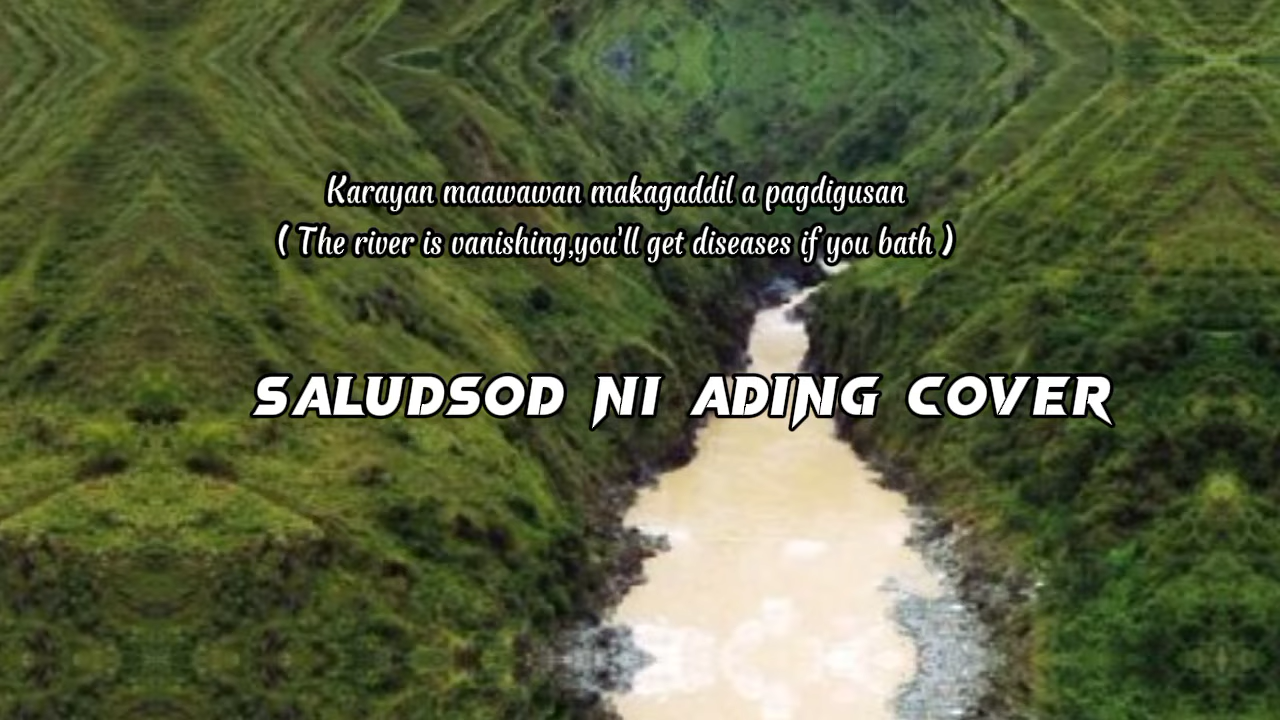 Karayan maawawan makagaddil a pagdigusan
( The river is vanishing,you'll get diseases if you bath )
SALUDSOD NI ADING COVER